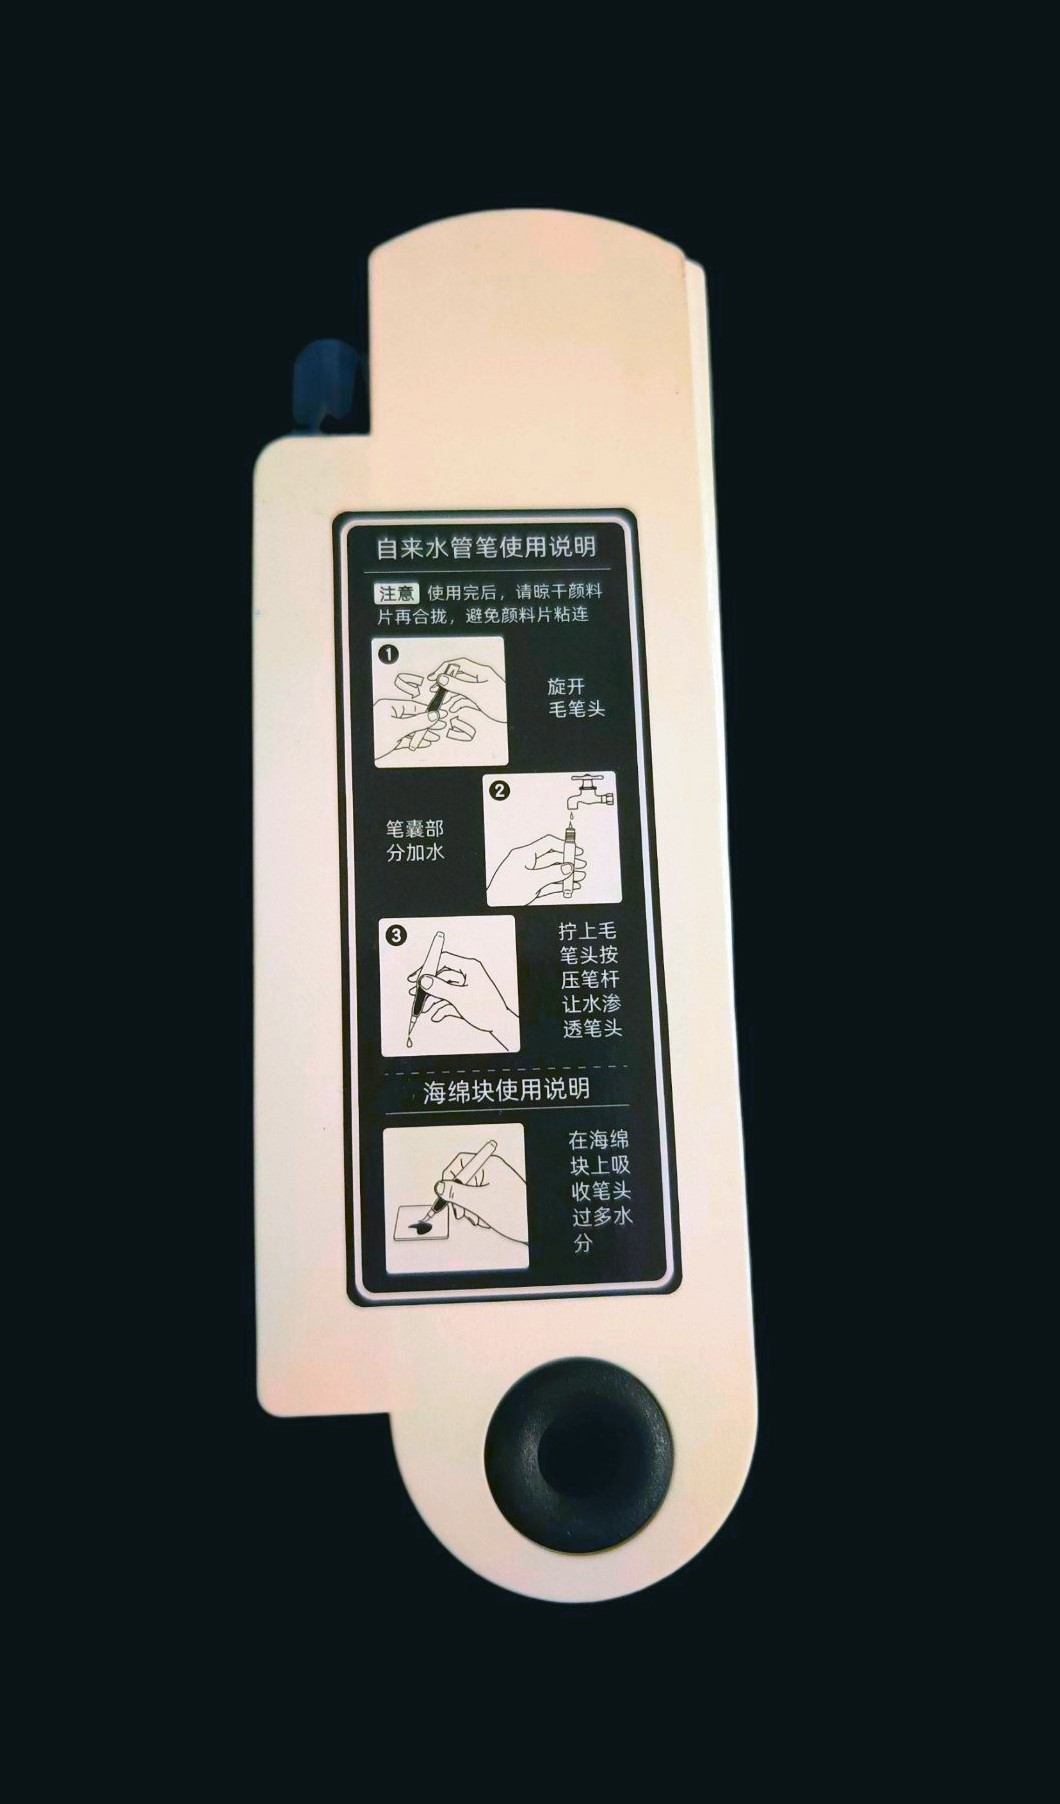 自来水管笔使用说明
注意 使用完后，请晾干颜料
片再合拢，避免颜料片粘连
1
旋开
毛笔头
2
笔囊部
分加水
3
拧上毛
笔头按
压笔杆
让水渗
透笔头
海绵块使用说明
在海绵
块上吸
收笔头
过多水
分